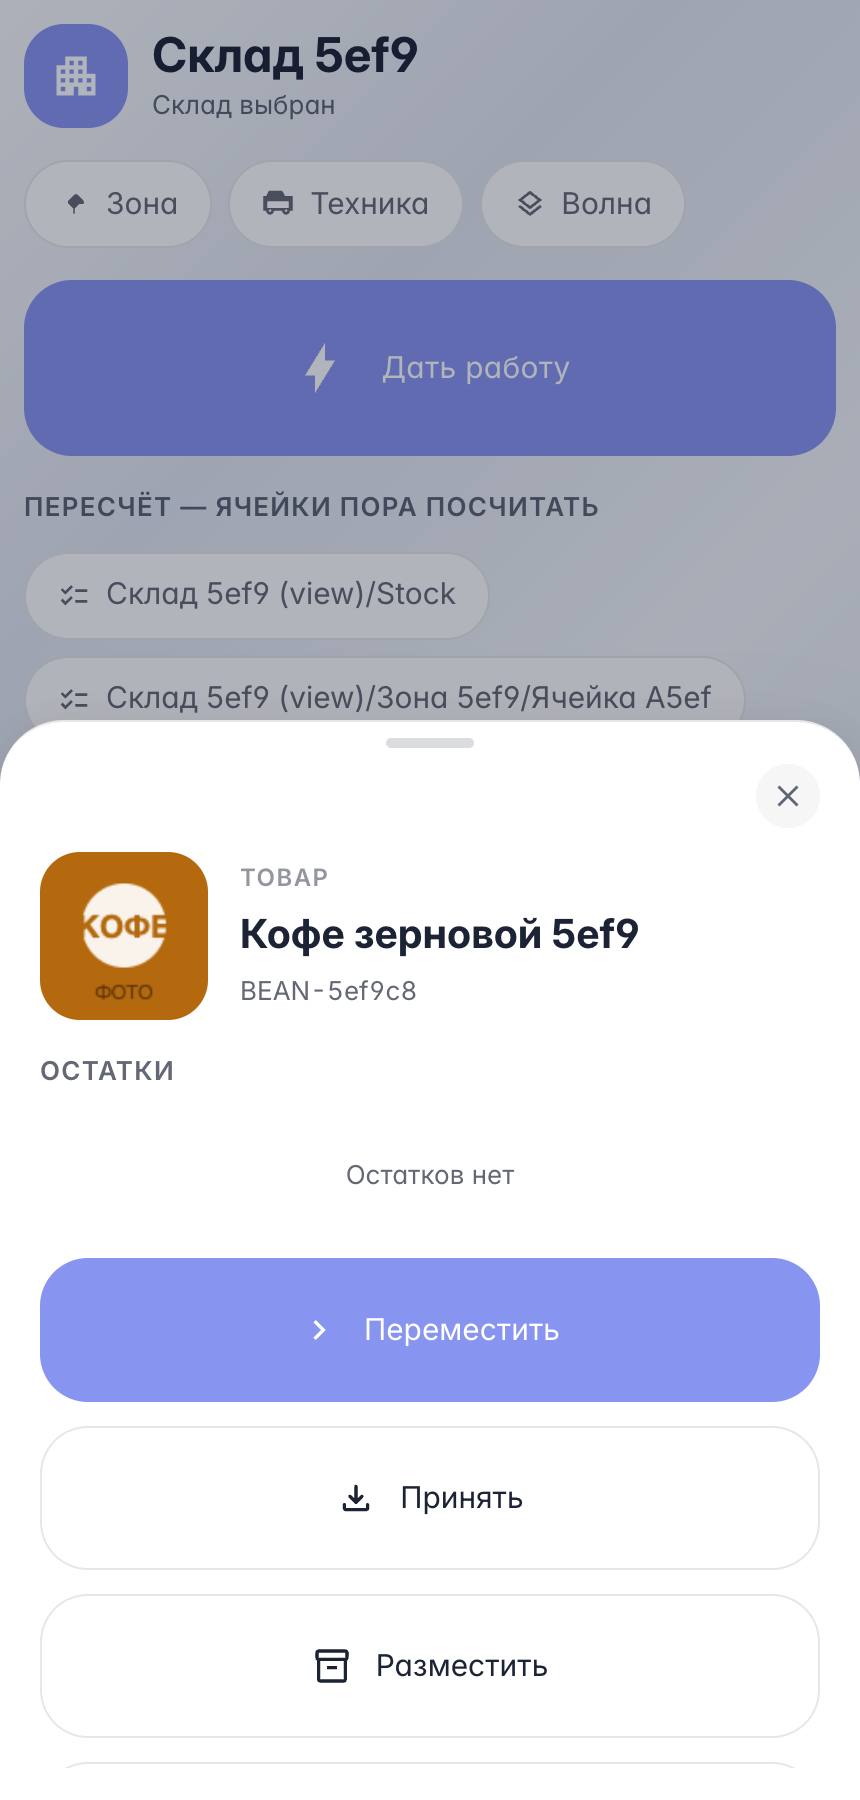 Склад 5ef9
Склад выбран
Зона
Техника
Волна
Дать работу
ПЕРЕСЧЁТ — ЯЧЕЙКИ ПОРА ПОСЧИТАТЬ
Склад 5ef9 (view)/Stock
Склад 5ef9 (view)/Зона 5ef9/Ячейка A5ef
КОФЕ
ФОТО
ТОВАР
Кофе зерновой 5ef9
BEAN-5ef9c8
ОСТАТКИ
Остатков нет
Переместить
Принять
Разместить